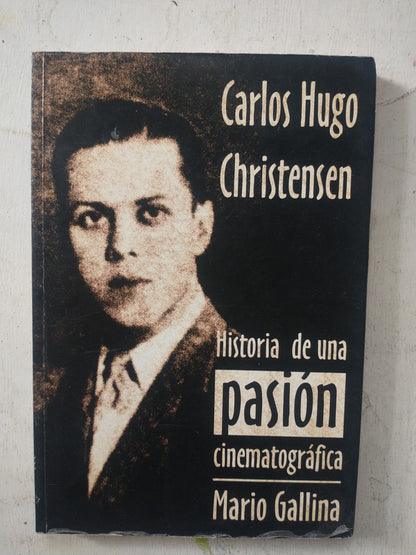 Carlos Hugo
Christensen
Historia de una
pasión
cinematográfica
Mario Gallina